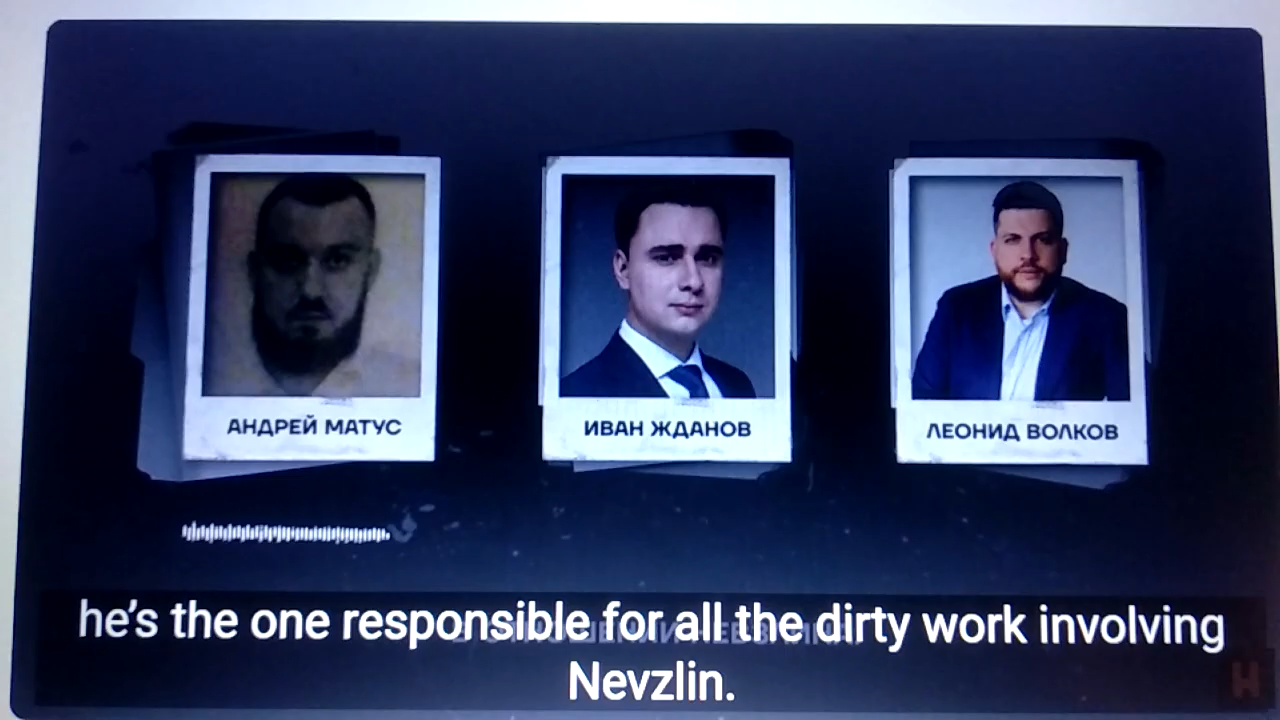 АНДРЕЙ МАТУС
ИВАН ЖДАНОВ
ЛЕОНИД ВОЛКОВ
he's the one responsible for all the dirty work involving
Nevzlin.
H